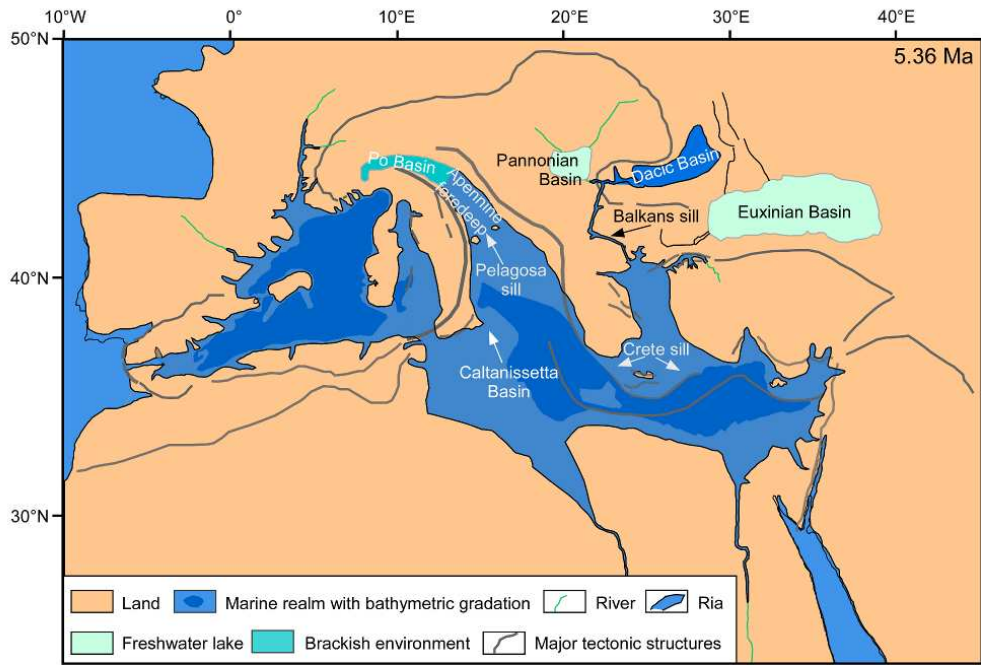 10°W 0° 10°E 20°E 30°E 40°E
50°N
5.36 Ma
Po Basin
Apennine
foredeep
Pannonian
Basin
Dacic Basin
Euxinian Basin
Balkans sill
40°N
Pelagosa
sill
Caltanissetta
Basin
Crete sill
30°N
Land
Marine realm with bathymetric gradation
River
Ria
Freshwater lake
Brackish environment
Major tectonic structures